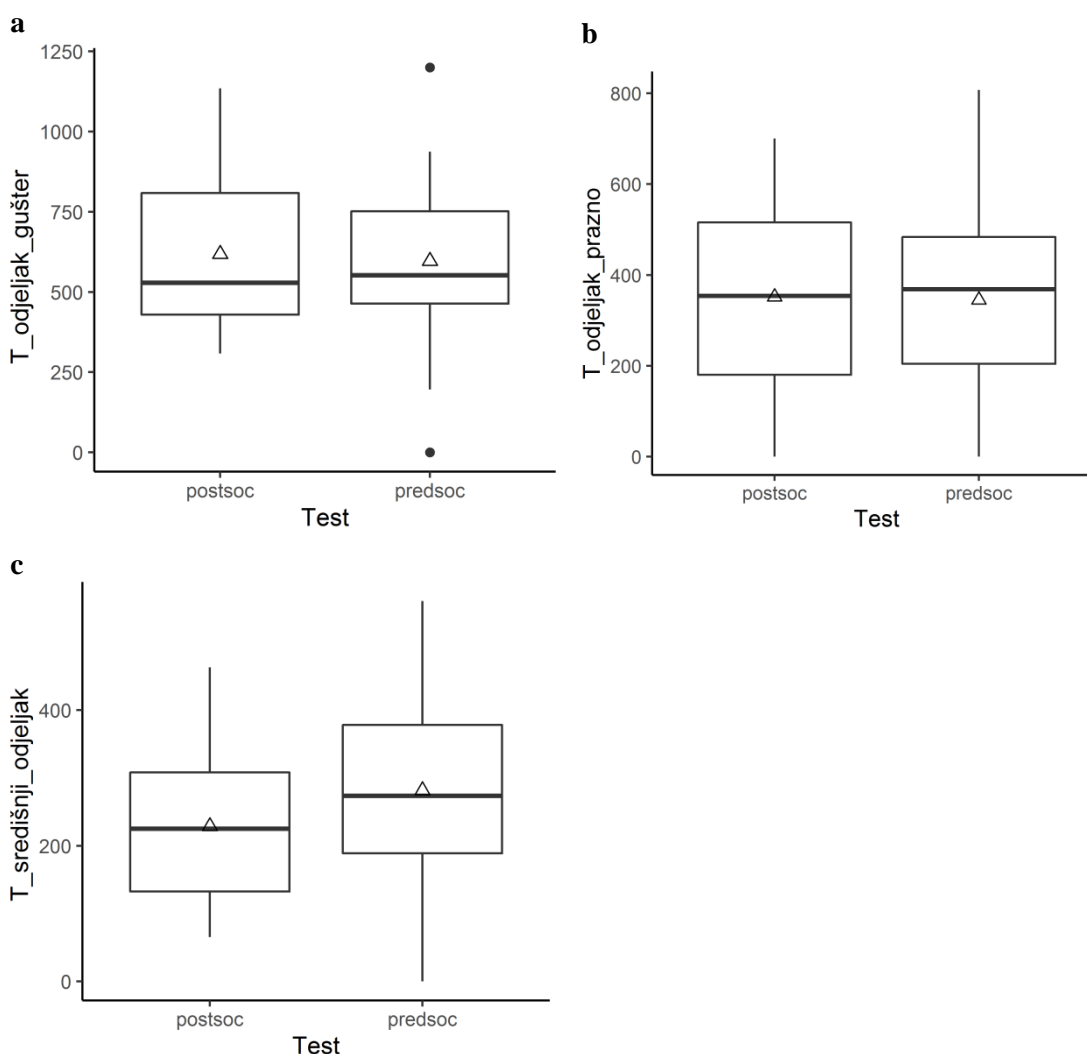 a
T_odjeljak_gušter
1250
1000
750
500
250
0
postsoc
predsoc
Test
b
T_odjeljak_prazno
800
600
400
200
0
postsoc
predsoc
Test
c
T_središnji_odjeljak
400
200
0
postsoc
predsoc
Test